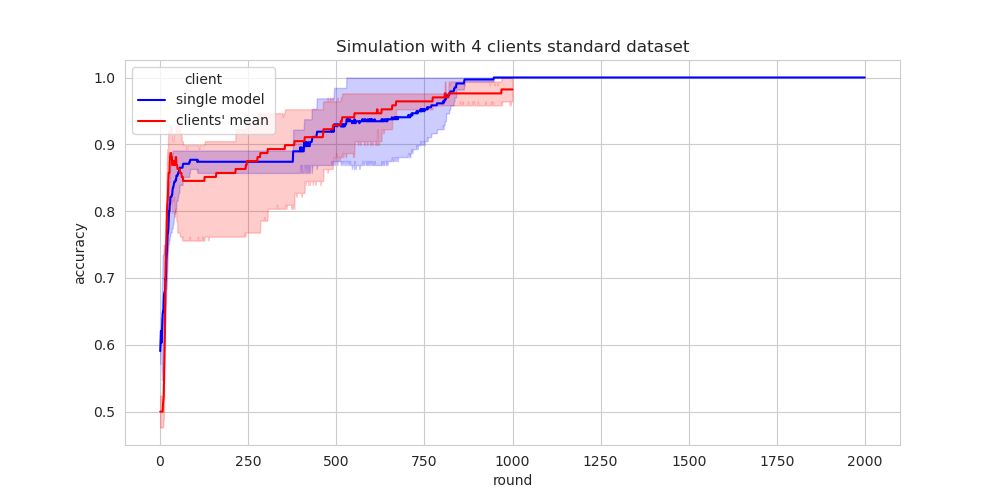 Simulation with 4 clients standard dataset
client
single model
clients' mean
accuracy
1.0
0.9
0.8
0.7
0.6
0.5
0 250 500 750 1000 1250 1500 1750 2000
round